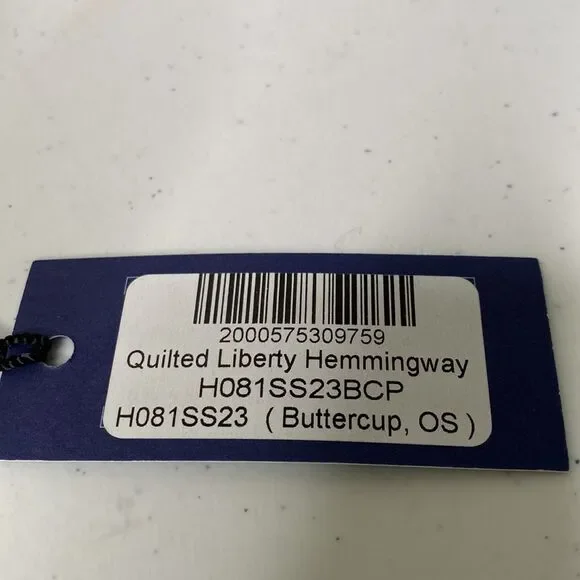 2000575309759
Quilted Liberty Hemmingway
H081SS23BCP
H081SS23 ( Buttercup, OS )